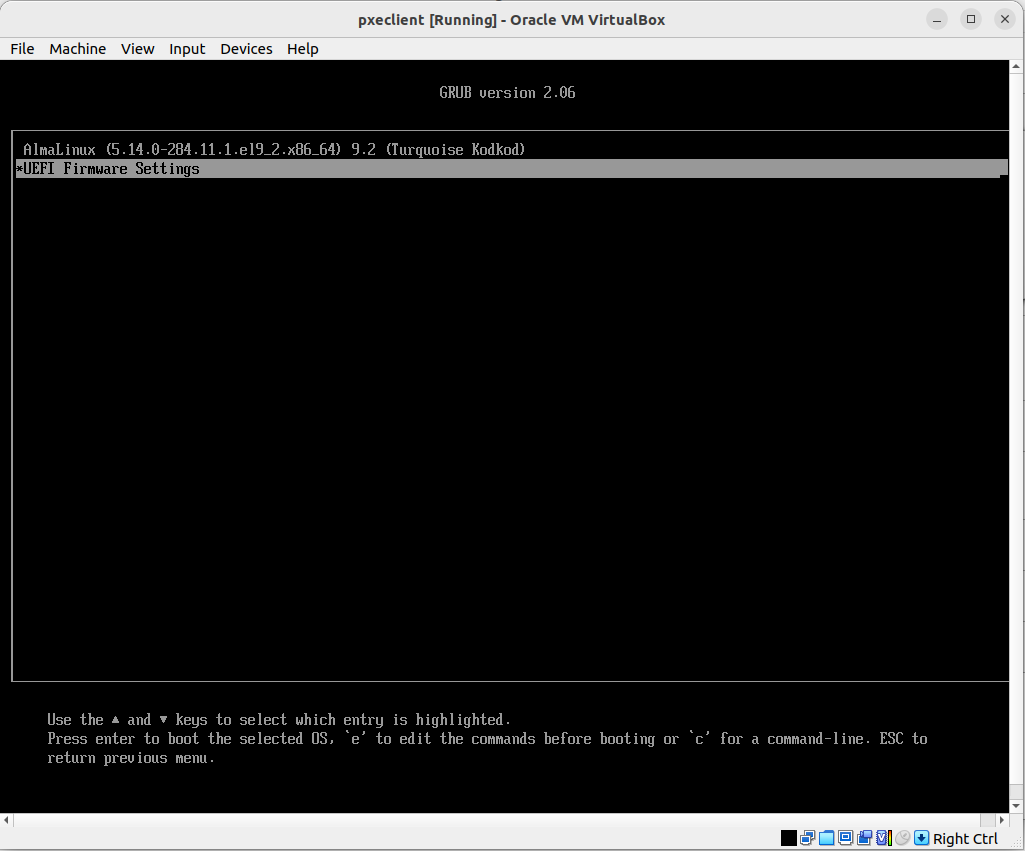 pxeclient [Running] - Oracle VM VirtualBox
File Machine View Input Devices Help
GRUB version 2.06
AlmaLinux (5.14.0-284.11.1.el9_2.x86_64) 9.2 (Turquoise Kodkod)
*UEFI Firmware Settings
Use the ▲ and ▼ keys to select which entry is highlighted.
Press enter to boot the selected OS, `e' to edit the commands before booting or `c' for a command-line. ESC to
return previous menu.
Right Ctrl